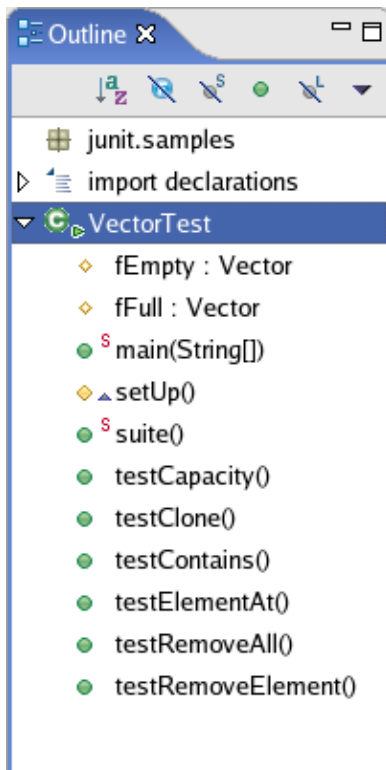 Outline
junit.samples
import declarations
VectorTest
fEmpty : Vector
fFull : Vector
S main(String[])
setUp()
S suite()
testCapacity()
testClone()
testContains()
testElementAt()
testRemoveAll()
testRemoveElement()